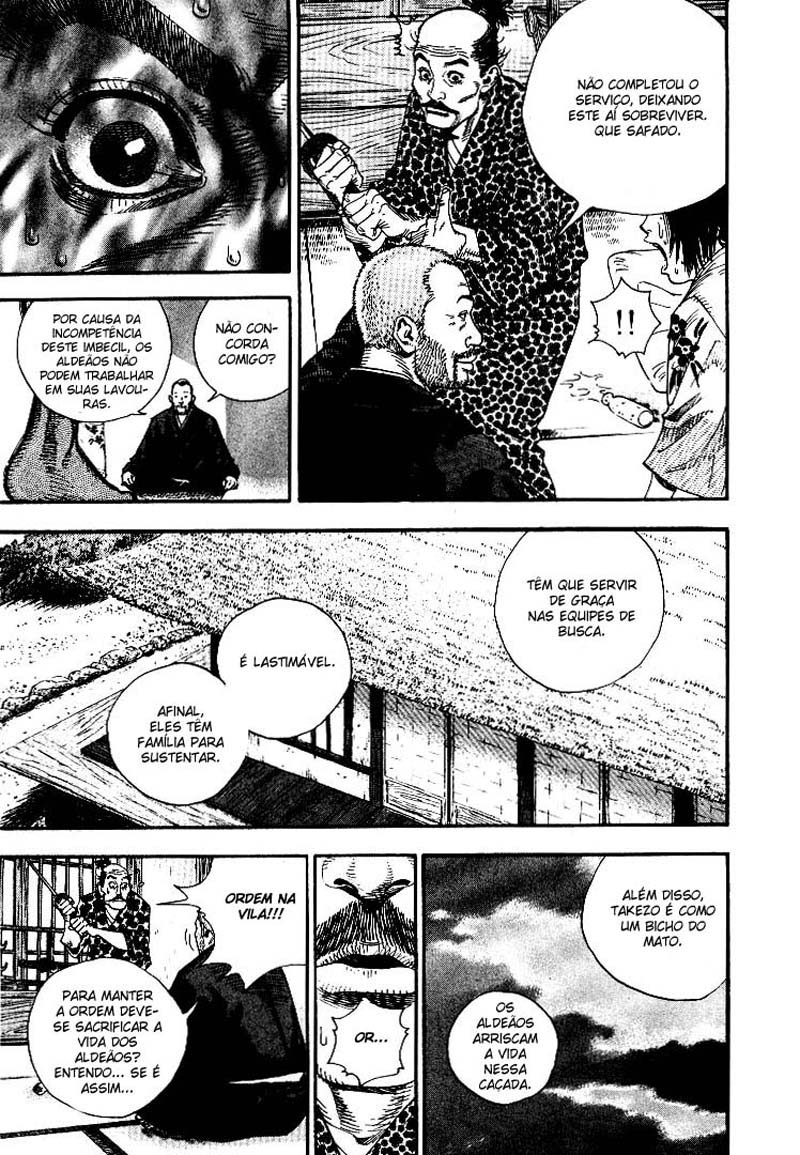 NÃO COMPLETOU O
SERVIÇO, DEIXANDO
ESTE AÍ SOBREVIVER.
QUE SAFADO.
!!
NÃO CON-
CORDA
COMIGO?
POR CAUSA DA
INCOMPETÊNCIA
DESTE IMBECIL, OS
ALDEÃOS NÃO
PODEM TRABALHAR
EM SUAS LAVOU-
RAS.
TÊM QUE SERVIR
DE GRAÇA
NAS EQUIPES DE
BUSCA.
É LASTIMÁVEL.
AFINAL,
ELES TÊM
FAMÍLIA PARA
SUSTENTAR.
ALÉM DISSO,
TAKEZO É COMO
UM BICHO DO
MATO.
OS
ALDEÃOS
ARRISCAM
A VIDA
NESSA
CAÇADA.
OR...
ORDEM NA
VILA!!!
PARA MANTER
A ORDEM DEVE-
SE SACRIFICAR A
VIDA DOS
ALDEÃOS?
ENTENDO... SE É
ASSIM...